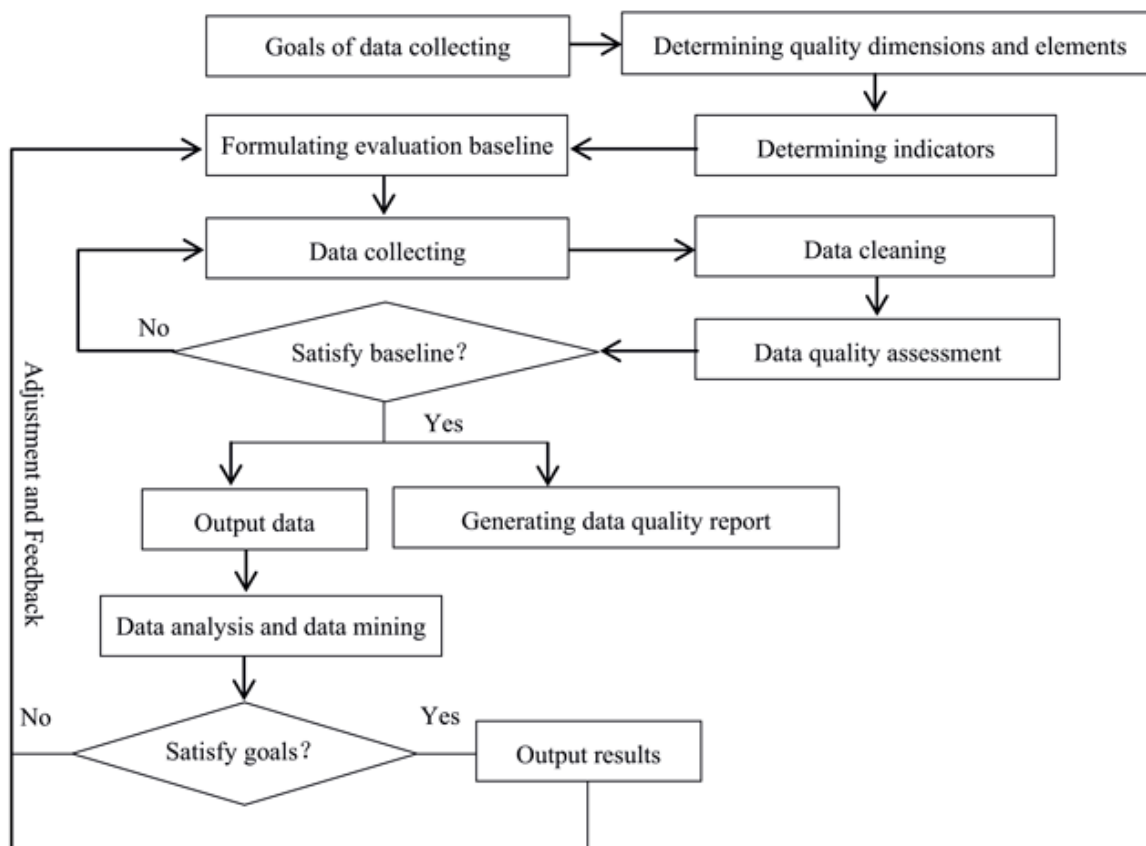 Goals of data collecting
Determining quality dimensions and elements
Formulating evaluation baseline
Determining indicators
Data collecting
Data cleaning
No
Satisfy baseline?
Data quality assessment
Adjustment and Feedback
Yes
Output data
Generating data quality report
Data analysis and data mining
No
Yes
Satisfy goals?
Output results